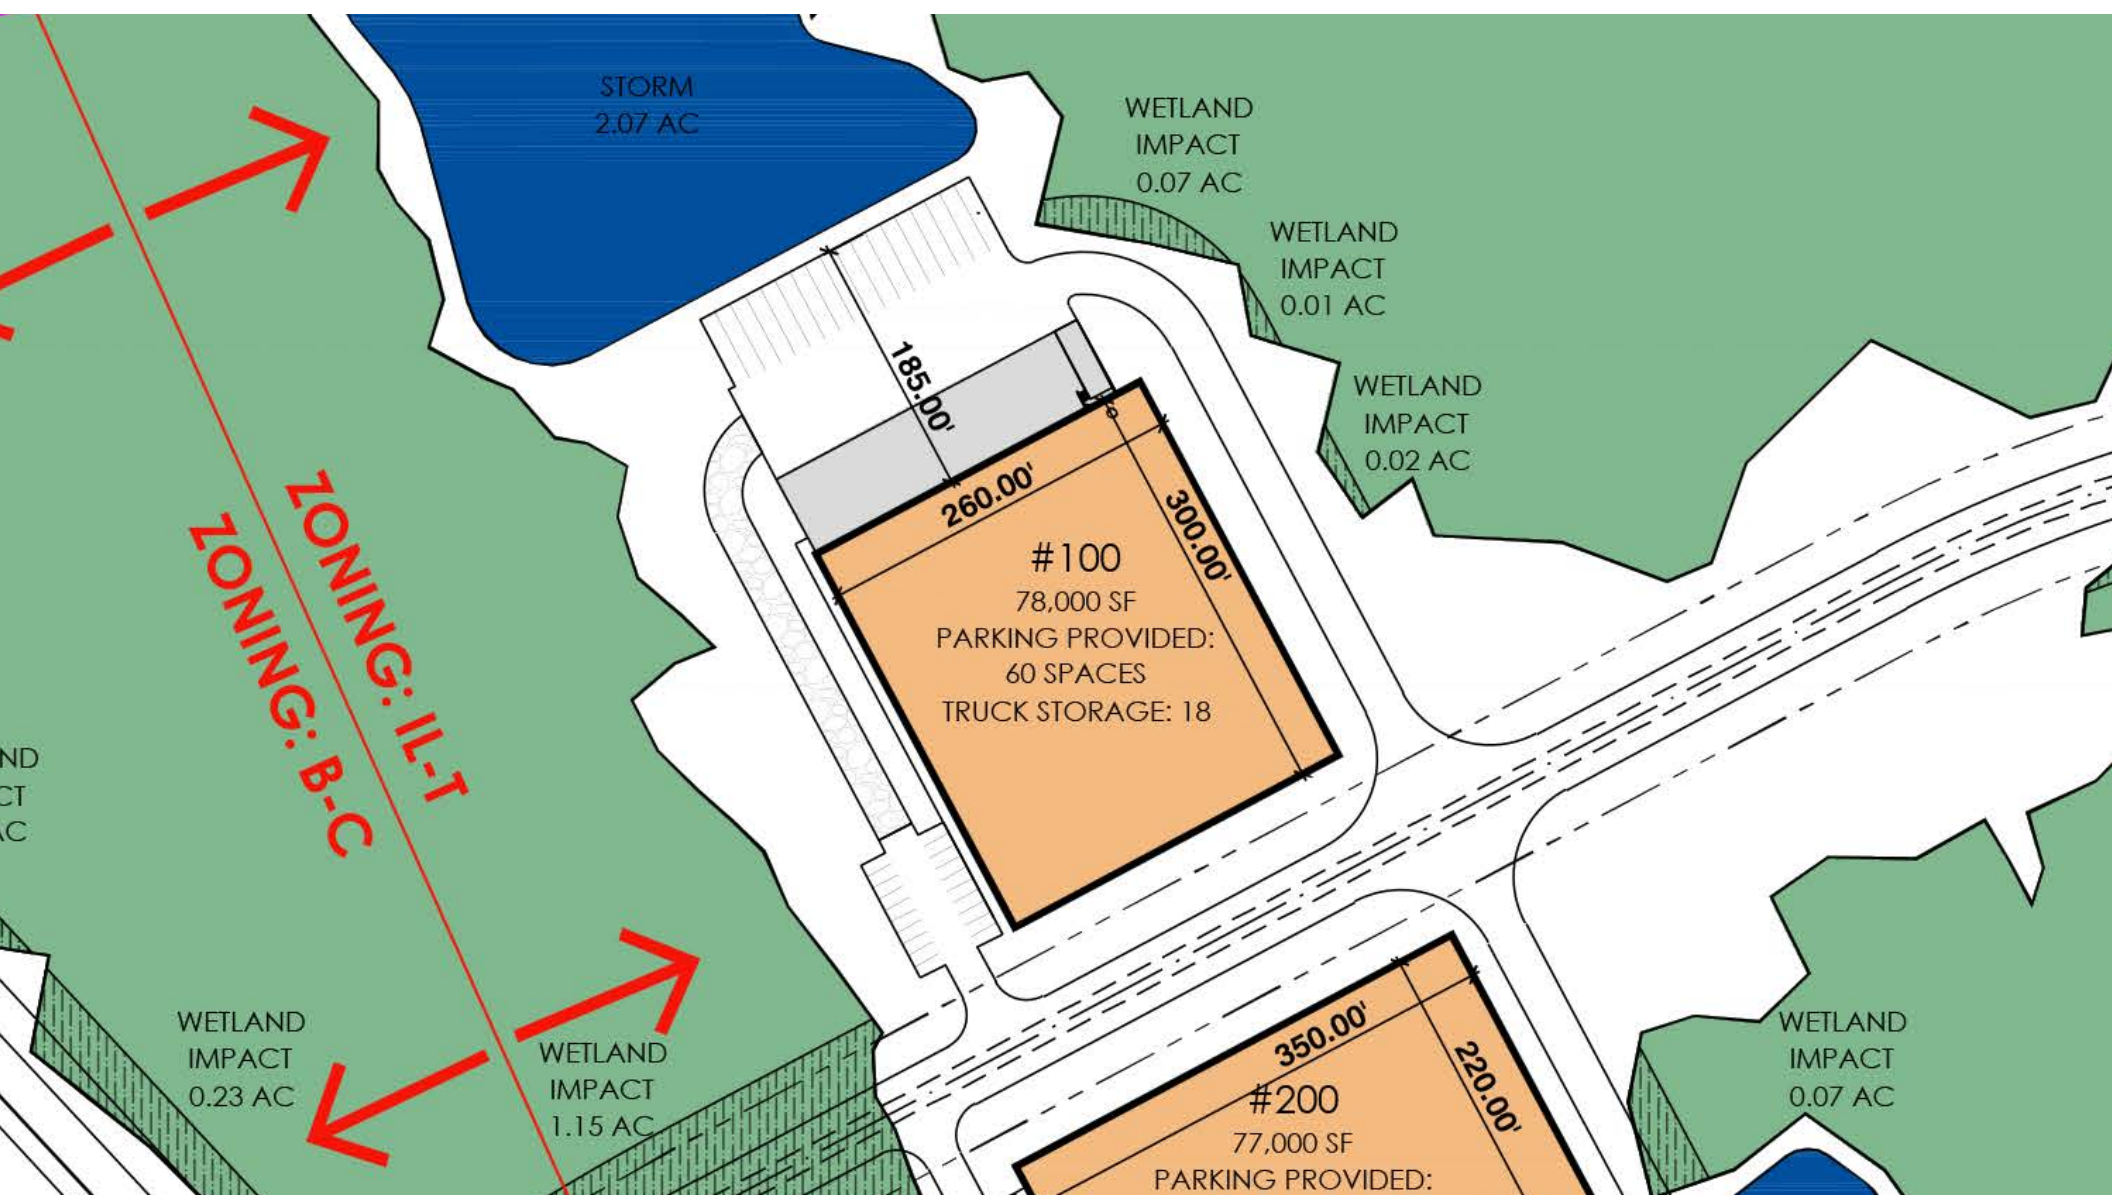 STORM
2.07 AC
WETLAND
IMPACT
0.07 AC
WETLAND
IMPACT
0.01 AC
WETLAND
IMPACT
0.02 AC
185.00'
260.00'
300.00'
#100
78,000 SF
PARKING PROVIDED:
60 SPACES
TRUCK STORAGE: 18
ZONING: IL-T
ZONING: B-C
ND
CT
AC
WETLAND
IMPACT
0.23 AC
WETLAND
IMPACT
1.15 AC
350.00'
220.00'
#200
77,000 SF
PARKING PROVIDED:
WETLAND
IMPACT
0.07 AC